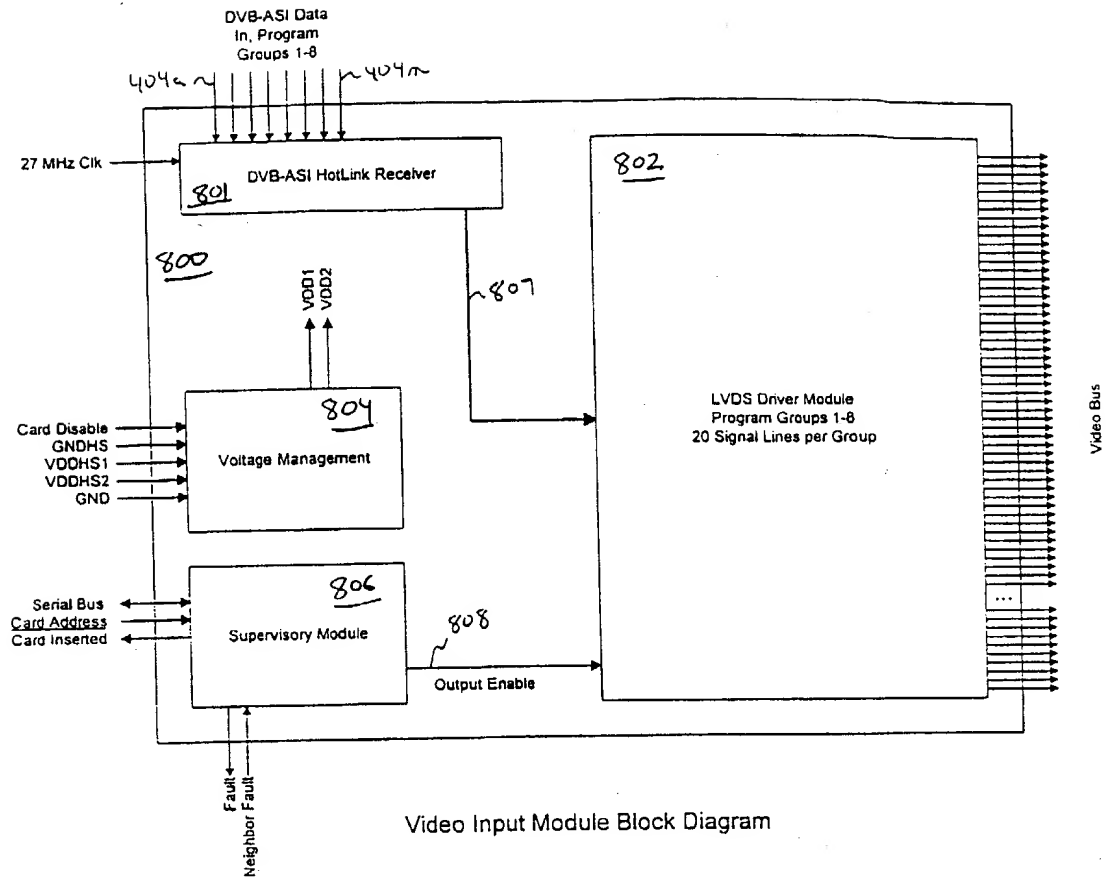 DVB-ASI Data
In, Program
Groups 1-8
404a
404n
27 MHz Clk
DVB-ASI HotLink Receiver
801
802
800
807
VDD1
VDD2
804
Voltage Management
Card Disable
GNDHS
VDDHS1
VDDHS2
GND
LVDS Driver Module
Program Groups 1-8
20 Signal Lines per Group
Video Bus
806
Serial Bus
Card Address
Card Inserted
Supervisory Module
808
Output Enable
...
Fault
Neighbor Fault
Video Input Module Block Diagram